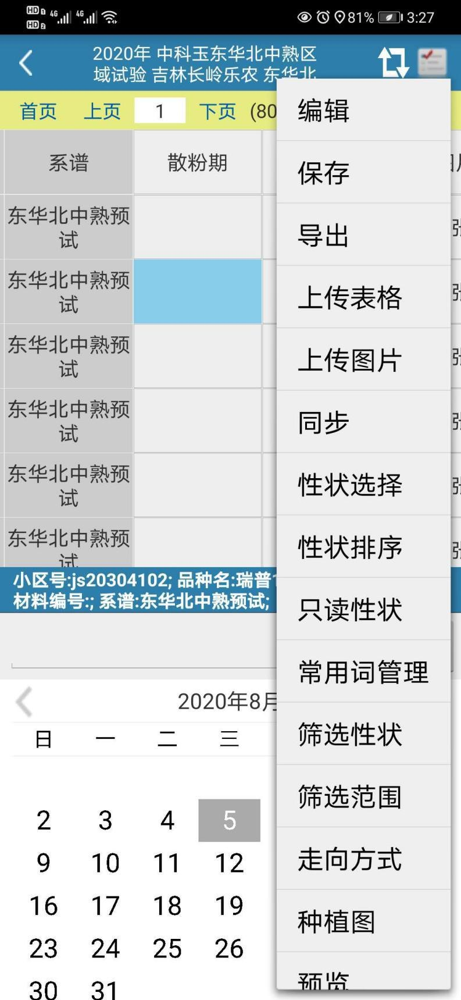 HD 1 4G 4G
HD 2
81% 3:27
2020年 中科玉东华北中熟区
域试验 吉林长岭乐农 东华北
首页 上页 1 下页 (80
系谱 散粉期
东华北中熟预
试
东华北中熟预
试
东华北中熟预
试
东华北中熟预
试
东华北中熟预
试
东华北中熟预
试
小区号:js20304102; 品种名:瑞普
材料编号:; 系谱:东华北中熟预试;
2020年8月
日 一 二 三
2 3 4 5
9 10 11 12
16 17 18 19
23 24 25 26
30 31
编辑
保存
导出
上传表格
上传图片
同步
性状选择
性状排序
只读性状
常用词管理
筛选性状
筛选范围
走向方式
种植图
预览